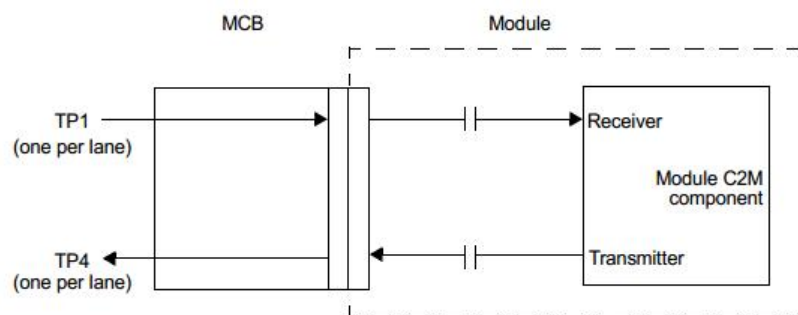 MCB
Module
TP1
(one per lane)
Receiver
Module C2M
component
TP4
(one per lane)
Transmitter